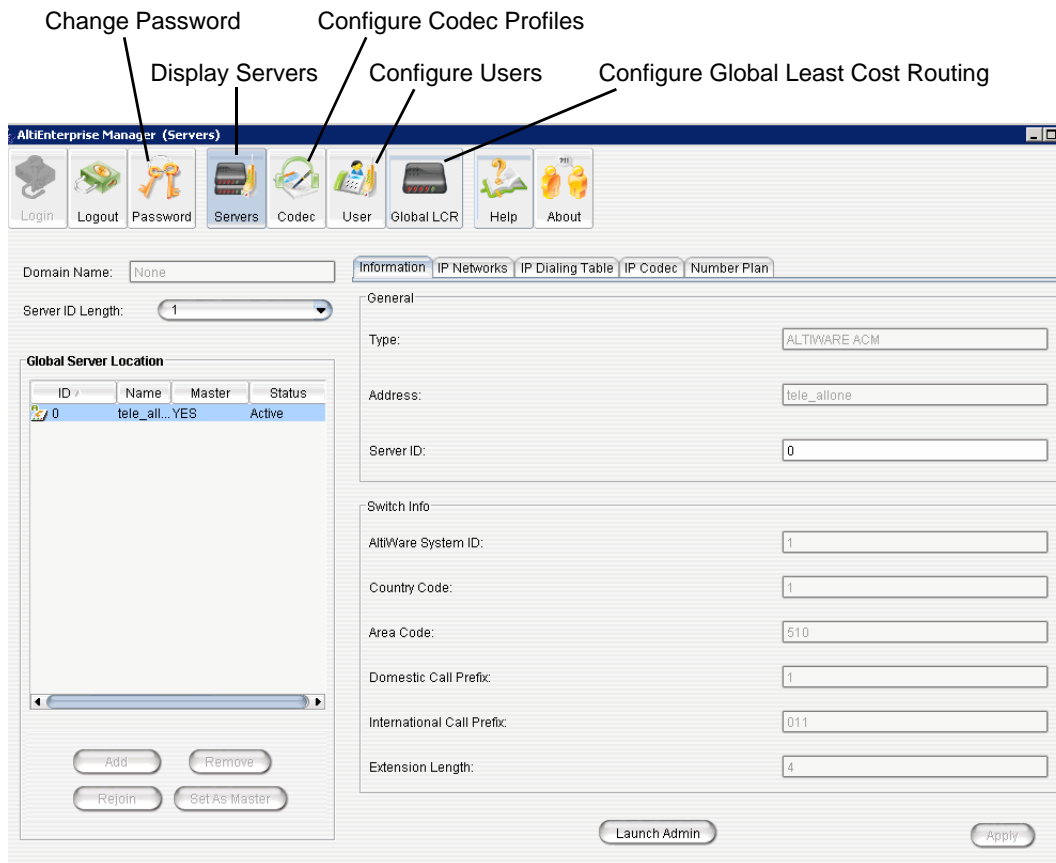 Change Password
Configure Codec Profiles
Display Servers
Configure Users
Configure Global Least Cost Routing
AltiEnterprise Manager (Servers)
Login
Logout
Password
Servers
Codec
User
Global LCR
Help
About
Domain Name:
None
Server ID Length:
1
Global Server Location
ID
Name
Master
Status
0
tele_all...
YES
Active
Add
Remove
Rejoin
Set As Master
Information
IP Networks
IP Dialing Table
IP Codec
Number Plan
General
Type:
ALTIWARE ACM
Address:
tele_allone
Server ID:
0
Switch Info
AltiWare System ID:
1
Country Code:
1
Area Code:
510
Domestic Call Prefix:
1
International Call Prefix:
011
Extension Length:
4
Launch Admin
Apply